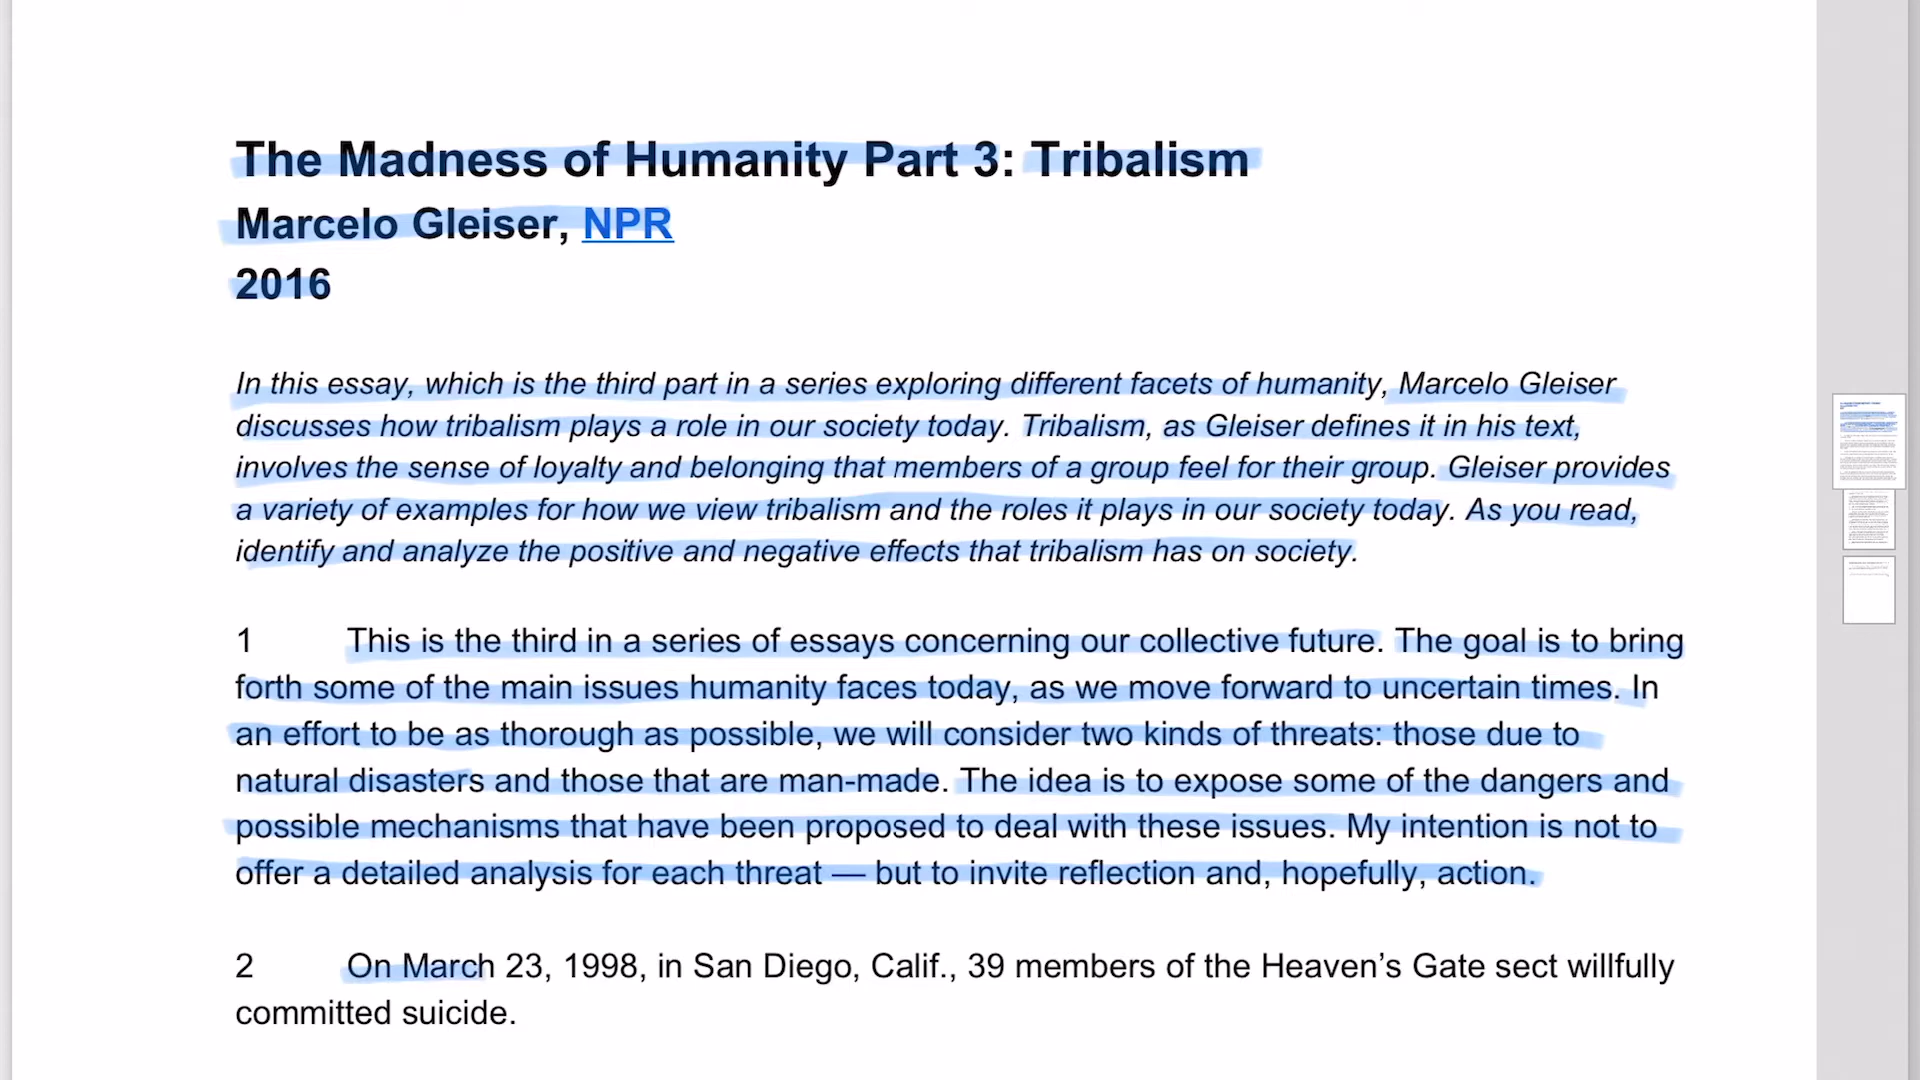 The Madness of Humanity Part 3: Tribalism
Marcelo Gleiser, NPR
2016
In this essay, which is the third part in a series exploring different facets of humanity, Marcelo Gleiser
discusses how tribalism plays a role in our society today. Tribalism, as Gleiser defines it in his text,
involves the sense of loyalty and belonging that members of a group feel for their group. Gleiser provides
a variety of examples for how we view tribalism and the roles it plays in our society today. As you read,
identify and analyze the positive and negative effects that tribalism has on society.
1 This is the third in a series of essays concerning our collective future. The goal is to bring
forth some of the main issues humanity faces today, as we move forward to uncertain times. In
an effort to be as thorough as possible, we will consider two kinds of threats: those due to
natural disasters and those that are man-made. The idea is to expose some of the dangers and
possible mechanisms that have been proposed to deal with these issues. My intention is not to
offer a detailed analysis for each threat — but to invite reflection and, hopefully, action.
2 On March 23, 1998, in San Diego, Calif., 39 members of the Heaven’s Gate sect willfully
committed suicide.